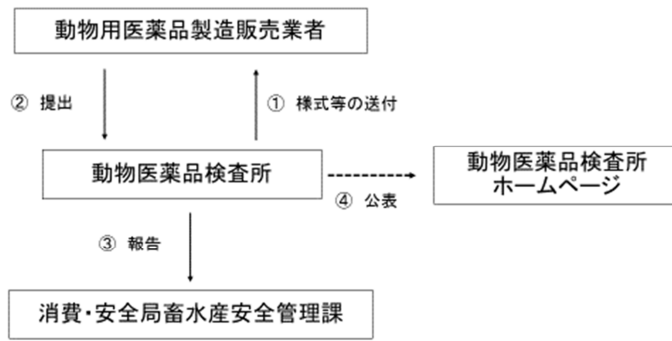 動物用医薬品製造販売業者
② 提出
① 様式等の送付
動物医薬品検査所
動物医薬品検査所
ホームページ
④ 公表
③ 報告
消費・安全局畜水産安全管理課